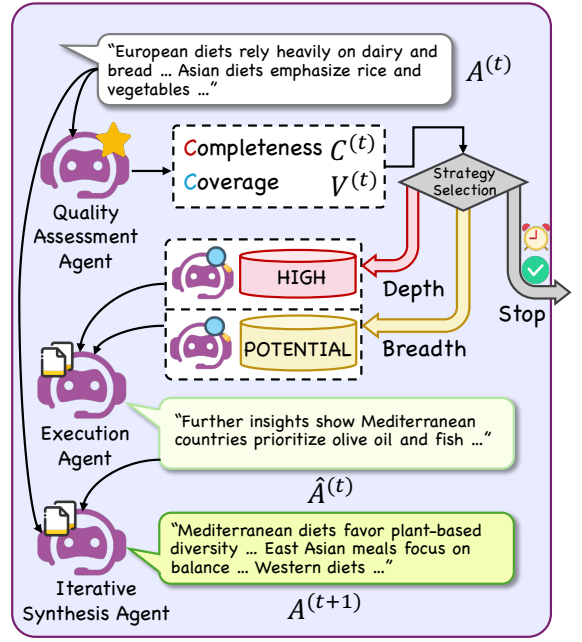 “European diets rely heavily on dairy and
bread ... Asian diets emphasize rice and
vegetables ...”
A^(t)
Quality
Assessment
Agent
Completeness C^(t)
Coverage V^(t)
Strategy
Selection
HIGH
Depth
Stop
POTENTIAL
Breadth
Execution
Agent
“Further insights show Mediterranean
countries prioritize olive oil and fish ...”
Â^(t)
“Mediterranean diets favor plant-based
diversity ... East Asian meals focus on
balance ... Western diets ...”
Iterative
Synthesis Agent
A^(t+1)